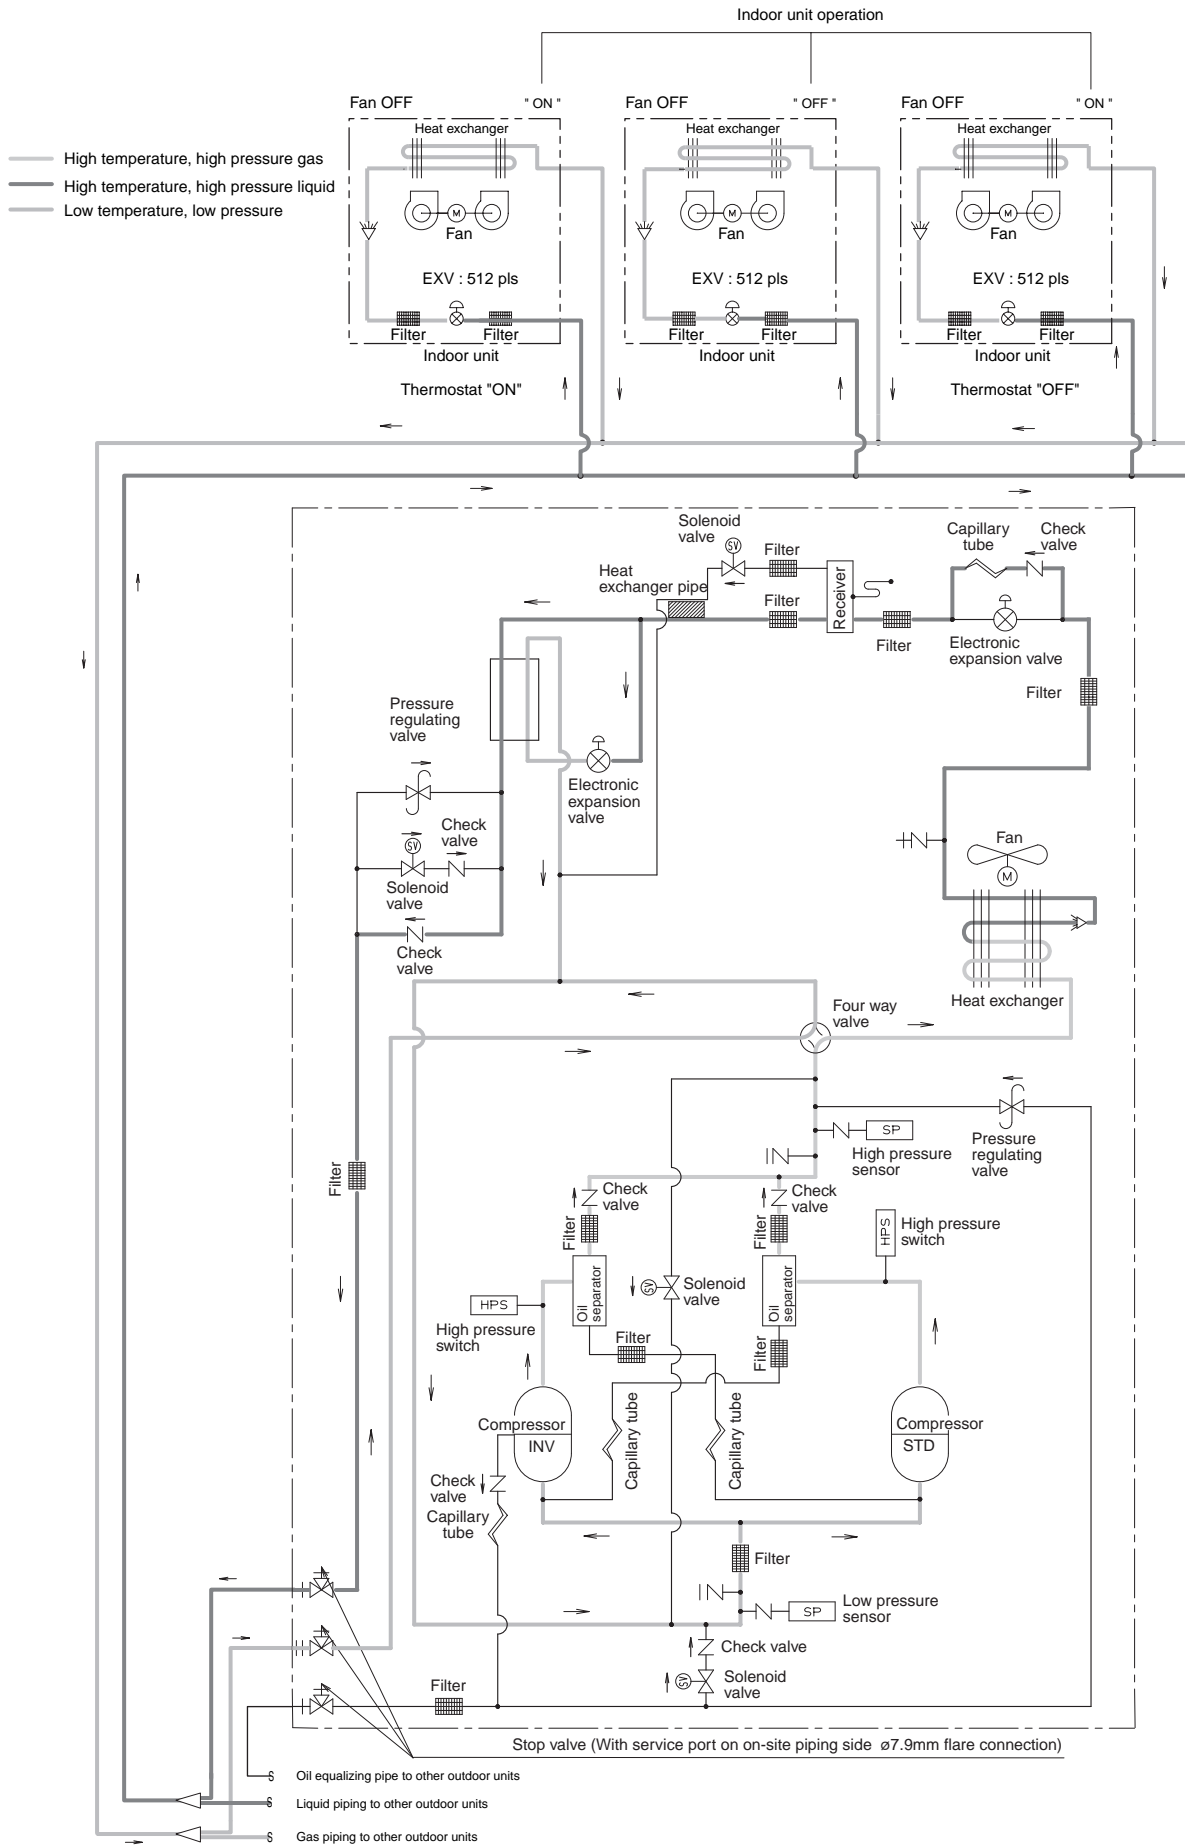 Indoor unit operation
Fan OFF
" ON "
Fan OFF
" OFF "
Fan OFF
" ON "
Heat exchanger
Heat exchanger
Heat exchanger
High temperature, high pressure gas
High temperature, high pressure liquid
Low temperature, low pressure
M
M
M
Fan
Fan
Fan
EXV : 512 pls
EXV : 512 pls
EXV : 512 pls
Filter
Filter
Filter
Filter
Filter
Filter
Indoor unit
Indoor unit
Indoor unit
Thermostat "ON"
Thermostat "OFF"
Solenoid
valve
SV
Filter
Capillary
tube
Check
valve
Heat
exchanger pipe
Filter
Receiver
Filter
Electronic
expansion valve
Filter
Pressure
regulating
valve
Electronic
expansion
valve
Check
valve
SV
Solenoid
valve
Fan
M
Check
valve
Heat exchanger
Four way
valve
SP
High pressure
sensor
Pressure
regulating
valve
Filter
Check
valve
Check
valve
Filter
Filter
HPS
High pressure
switch
Oil
separator
SV
Solenoid
valve
Oil
separator
HPS
High pressure
switch
Filter
Filter
Compressor
INV
Capillary tube
Capillary tube
Compressor
STD
Check
valve
Capillary
tube
Filter
SP
Low pressure
sensor
Check valve
SV
Solenoid
valve
Filter
Stop valve (With service port on on-site piping side ø7.9mm flare connection)
Oil equalizing pipe to other outdoor units
Liquid piping to other outdoor units
Gas piping to other outdoor units